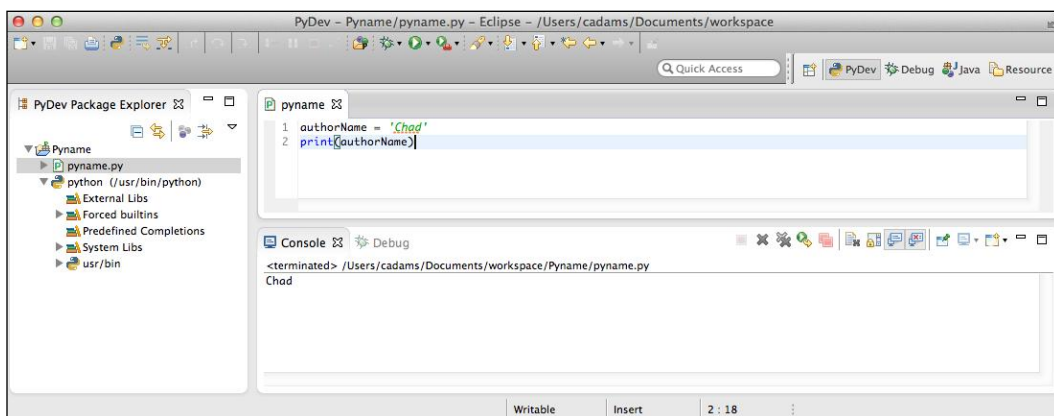 PyDev - Pyname/pyname.py - Eclipse - /Users/cadams/Documents/workspace
Quick Access
PyDev Debug Java Resource
PyDev Package Explorer
Pyname
pyname.py
python (/usr/bin/python)
External Libs
Forced builtins
Predefined Completions
System Libs
usr/bin
pyname
1 authorName = 'Chad'
2 print(authorName)
Console Debug
<terminated> /Users/cadams/Documents/workspace/Pyname/pyname.py
Chad
Writable Insert 2 : 18